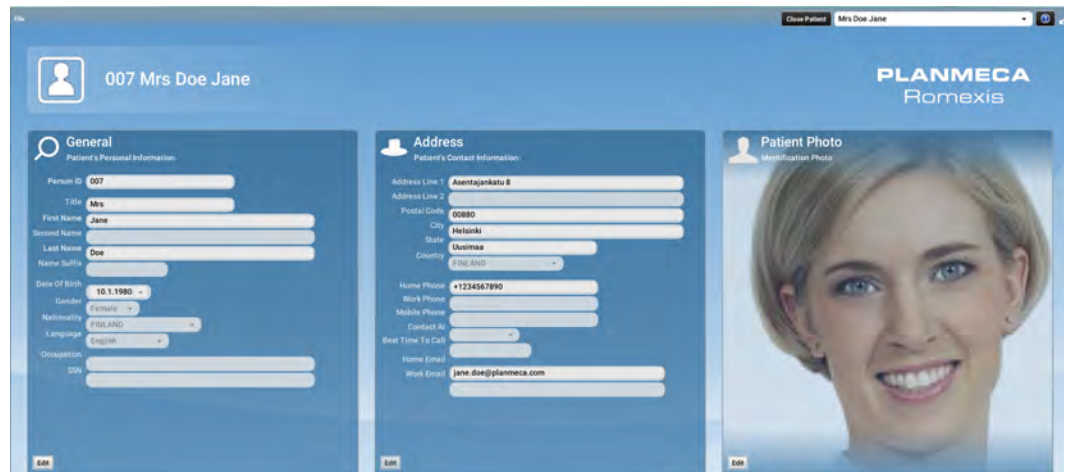 File
Close Patient Mrs Doe Jane
007 Mrs Doe Jane
PLANMECA
Romexis
General
Patient's Personal Information:
Person ID 007
Title Mrs
First Name Jane
Second Name
Last Name Doe
Name Suffix
Date Of Birth 10.1.1980
Gender Female
Nationality FINLAND
Language English
Occupation
SSN
Edit
Address
Patient's Contact Information:
Address Line 1 Asentajankatu 8
Address Line 2
Postal Code 00880
City Helsinki
State Uusimaa
Country FINLAND
Home Phone +1234567890
Work Phone
Mobile Phone
Contact At
Best Time To Call
Home Email
Work Email jane.doe@planmeca.com
Edit
Patient Photo
Identification Photo
Edit